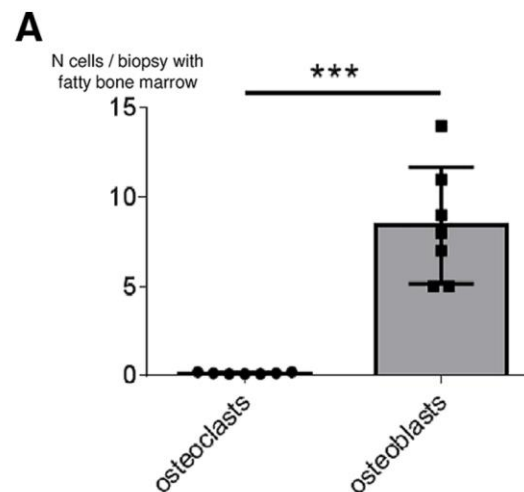 A
N cells / biopsy with
fatty bone marrow
***
15
10
5
0
osteoclasts
osteoblasts